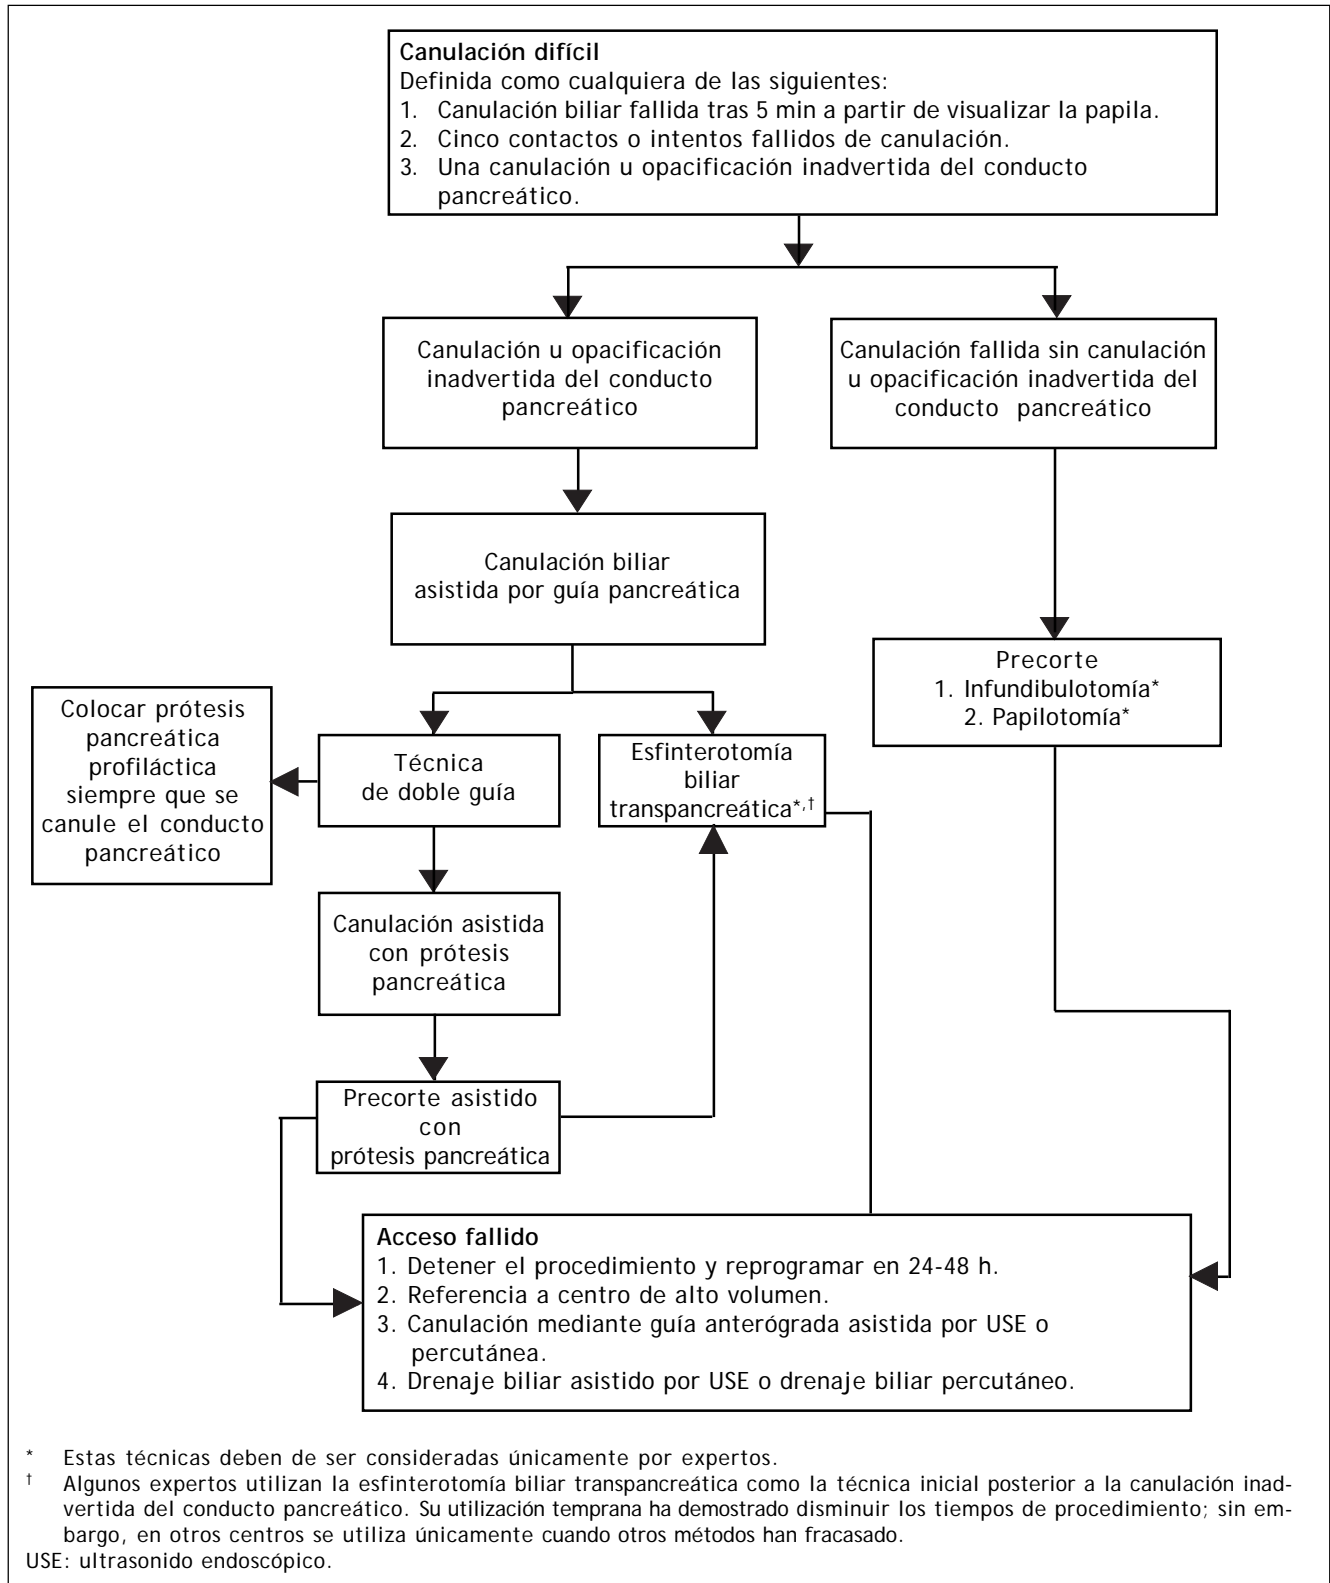 Canulación difícil
Definida como cualquiera de las siguientes:
1. Canulación biliar fallida tras 5 min a partir de visualizar la papila.
2. Cinco contactos o intentos fallidos de canulación.
3. Una canulación u opacificación inadvertida del conducto
pancreático.
Canulación u opacificación
inadvertida del conducto
pancreático
Canulación fallida sin canulación
u opacificación inadvertida del
conducto pancreático
Canulación biliar
asistida por guía pancreática
Precorte
1. Infundibulotomía*
2. Papilotomía*
Colocar prótesis
pancreática
profiláctica
siempre que se
canule el conducto
pancreático
Técnica
de doble guía
Esfinterotomía
biliar
transpancreática*,†
Canulación asistida
con prótesis
pancreática
Precorte asistido
con
prótesis pancreática
Acceso fallido
1. Detener el procedimiento y reprogramar en 24-48 h.
2. Referencia a centro de alto volumen.
3. Canulación mediante guía anterógrada asistida por USE o
percutánea.
4. Drenaje biliar asistido por USE o drenaje biliar percutáneo.
* Estas técnicas deben de ser consideradas únicamente por expertos.
† Algunos expertos utilizan la esfinterotomía biliar transpancreática como la técnica inicial posterior a la canulación inad-
vertida del conducto pancreático. Su utilización temprana ha demostrado disminuir los tiempos de procedimiento; sin em-
bargo, en otros centros se utiliza únicamente cuando otros métodos han fracasado.
USE: ultrasonido endoscópico.